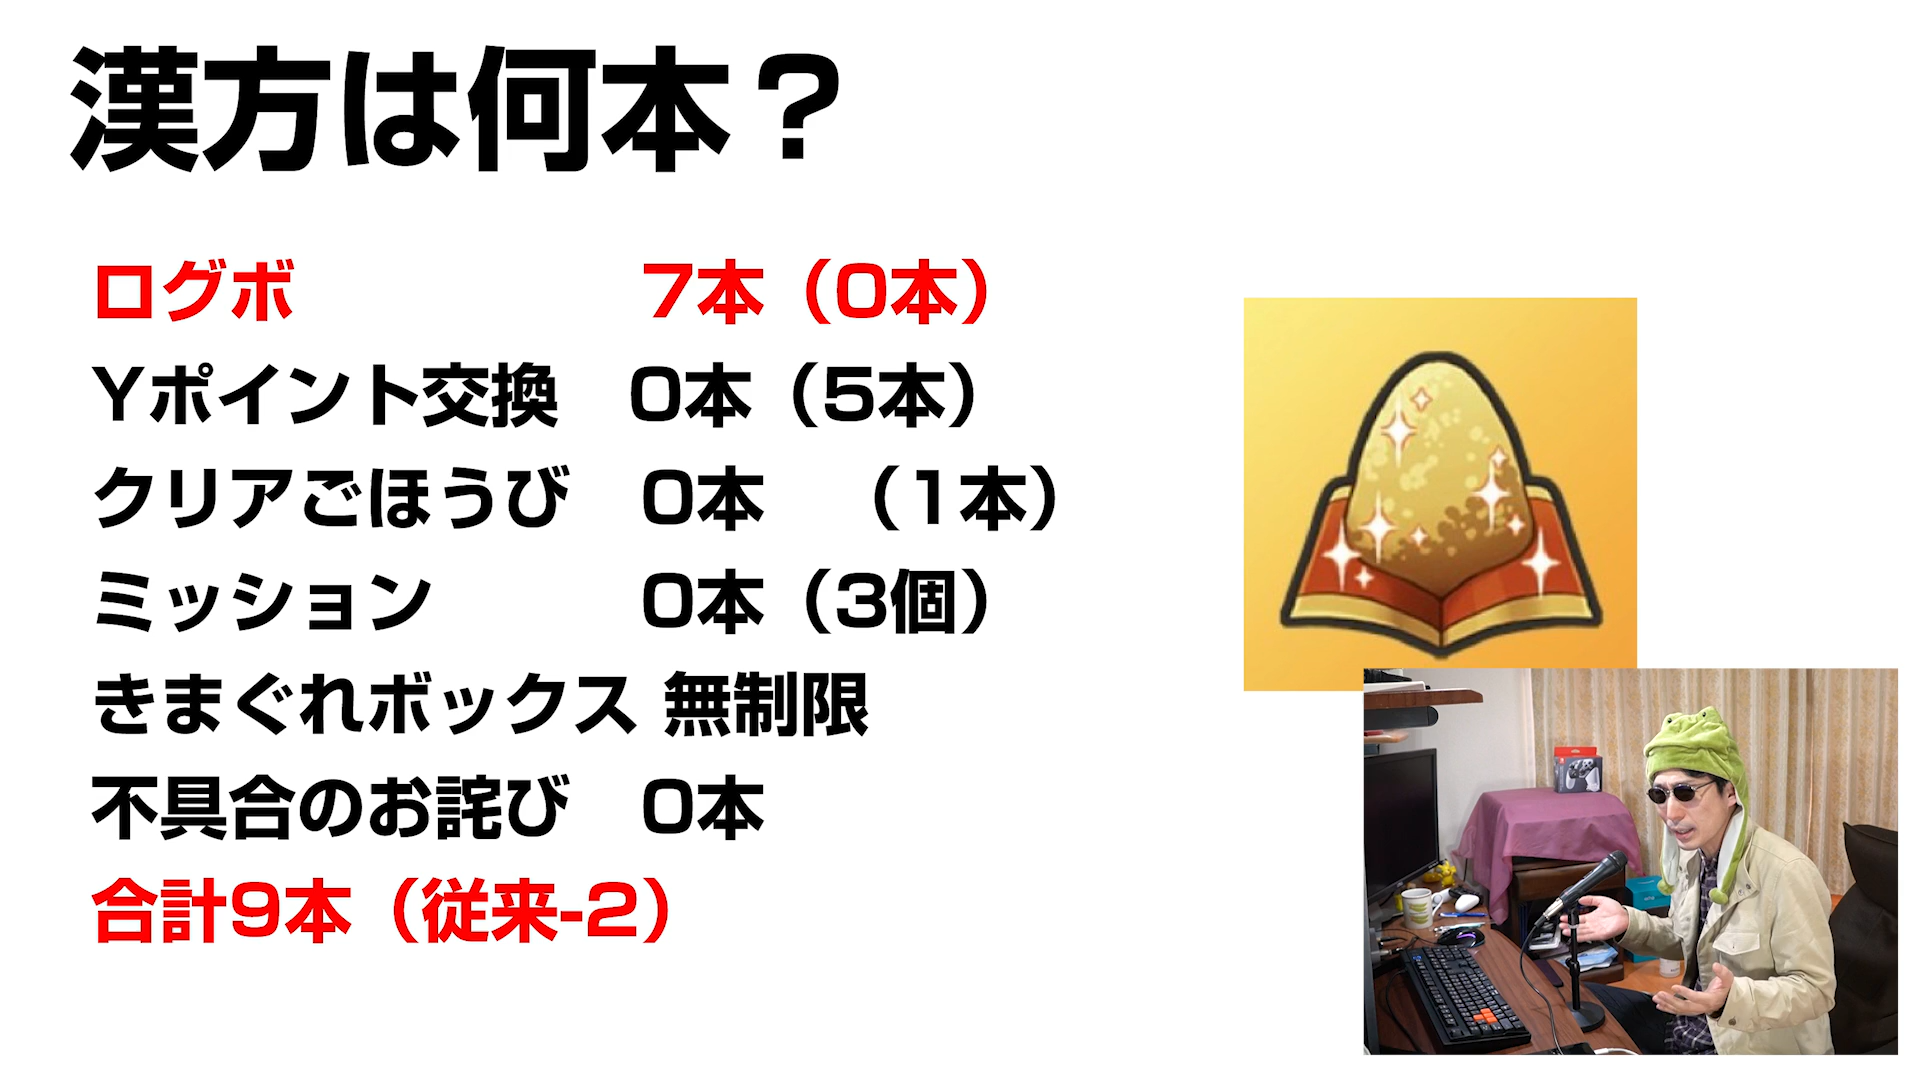 漢方は何本？
ログボ　7本（0本）
Yポイント交換　0本（5本）
クリアごほうび　0本　（1本）
ミッション　0本（3個）
きまぐれボックス 無制限
不具合のお詫び　0本
合計9本（従来-2）